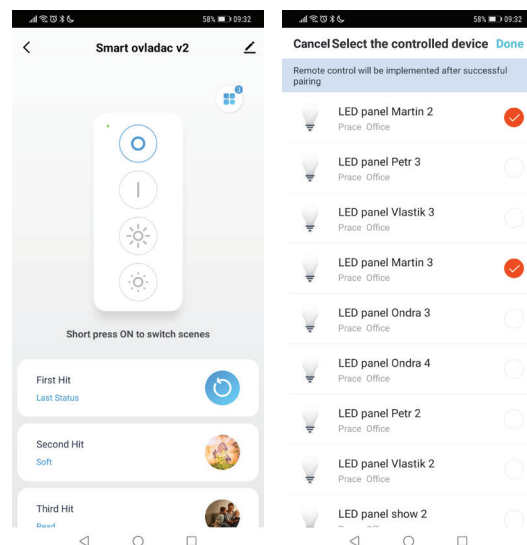 58% 09:32
Smart ovladac v2
3
Short press ON to switch scenes
First Hit
Last Status
Second Hit
Soft
Third Hit
Read
58% 09:32
Cancel Select the controlled device Done
Remote control will be implemented after successful
pairing
LED panel Martin 2
Prace Office
LED panel Petr 3
Prace Office
LED panel Vlastik 3
Prace Office
LED panel Martin 3
Prace Office
LED panel Ondra 3
Prace Office
LED panel Ondra 4
Prace Office
LED panel Petr 2
Prace Office
LED panel Vlastik 2
Prace Office
LED panel show 2